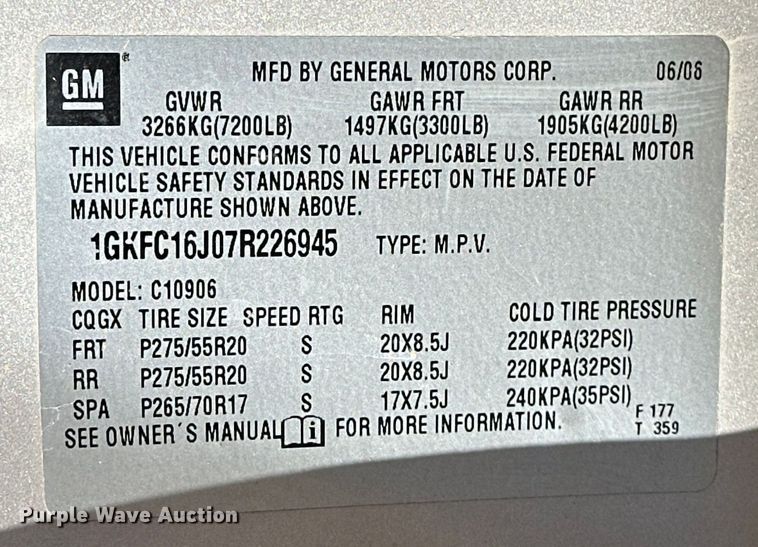 GM® MFD BY GENERAL MOTORS CORP. 06/06
GVWR GAWR FRT GAWR RR
3266KG(7200LB) 1497KG(3300LB) 1905KG(4200LB)
THIS VEHICLE CONFORMS TO ALL APPLICABLE U.S. FEDERAL MOTOR
VEHICLE SAFETY STANDARDS IN EFFECT ON THE DATE OF
MANUFACTURE SHOWN ABOVE.
1GKFC16J07R226945 TYPE: M.P.V.
MODEL: C10906
CQGX TIRE SIZE SPEED RTG RIM COLD TIRE PRESSURE
FRT P275/55R20 S 20X8.5J 220KPA(32PSI)
RR P275/55R20 S 20X8.5J 220KPA(32PSI)
SPA P265/70R17 S 17X7.5J 240KPA(35PSI)
SEE OWNER´S MANUAL i FOR MORE INFORMATION.
F 177
T 359
Purple Wave Auction